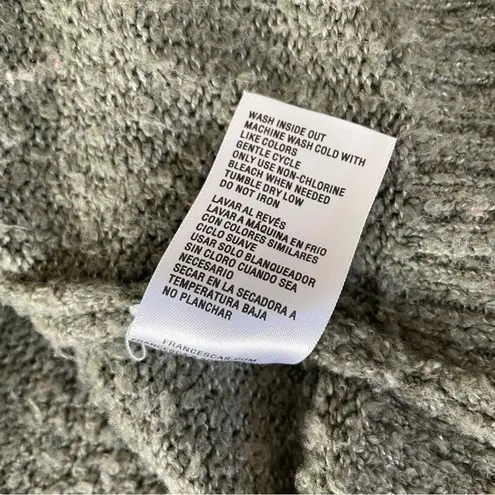 WASH INSIDE OUT
MACHINE WASH COLD WITH
LIKE COLORS
GENTLE CYCLE
ONLY USE NON-CHLORINE
BLEACH WHEN NEEDED
TUMBLE DRY LOW
DO NOT IRON
LAVAR AL REVÉS
LAVAR A MÁQUINA EN FRIO
CON COLORES SIMILARES
CICLO SUAVE
USAR SOLO BLANQUEADOR
SIN CLORO CUANDO SEA
NECESARIO
SECAR EN LA SECADORA A
TEMPERATURA BAJA
NO PLANCHAR
FRANCESCAS.COM